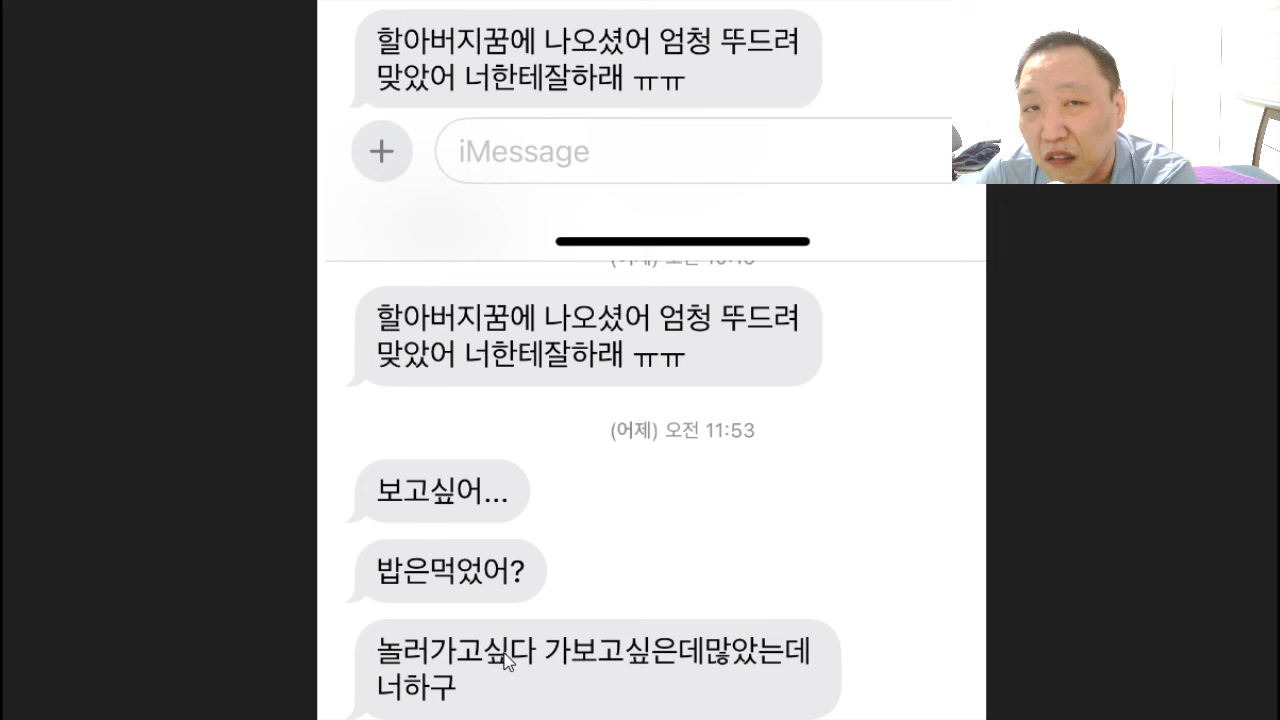 할아버지꿈에 나오셨어 엄청 뚜드려
맞았어 너한테잘하래 ㅠㅠ
iMessage
할아버지꿈에 나오셨어 엄청 뚜드려
맞았어 너한테잘하래 ㅠㅠ
(어제) 오전 11:53
보고싶어...
밥은먹었어?
놀러가고싶다 가보고싶은데많았는데
너하구